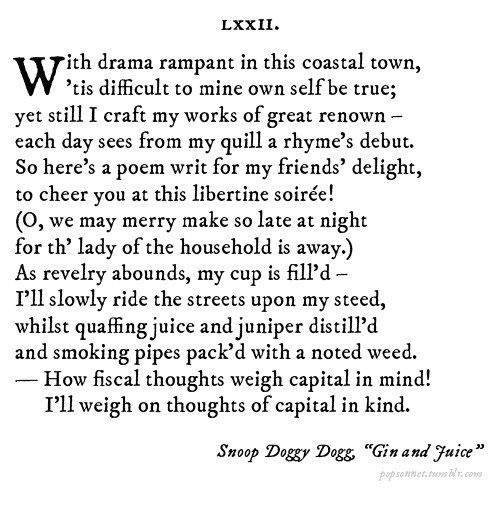 LXXII.
With drama rampant in this coastal town,
’tis difficult to mine own self be true;
yet still I craft my works of great renown –
each day sees from my quill a rhyme’s debut.
So here’s a poem writ for my friends’ delight,
to cheer you at this libertine soirée!
(O, we may merry make so late at night
for th’ lady of the household is away.)
As revelry abounds, my cup is fill’d –
I’ll slowly ride the streets upon my steed,
whilst quaffing juice and juniper distill’d
and smoking pipes pack’d with a noted weed.
— How fiscal thoughts weigh capital in mind!
I’ll weigh on thoughts of capital in kind.
Snoop Doggy Dogg, “Gin and Juice”
popsonnet.tumblr.com